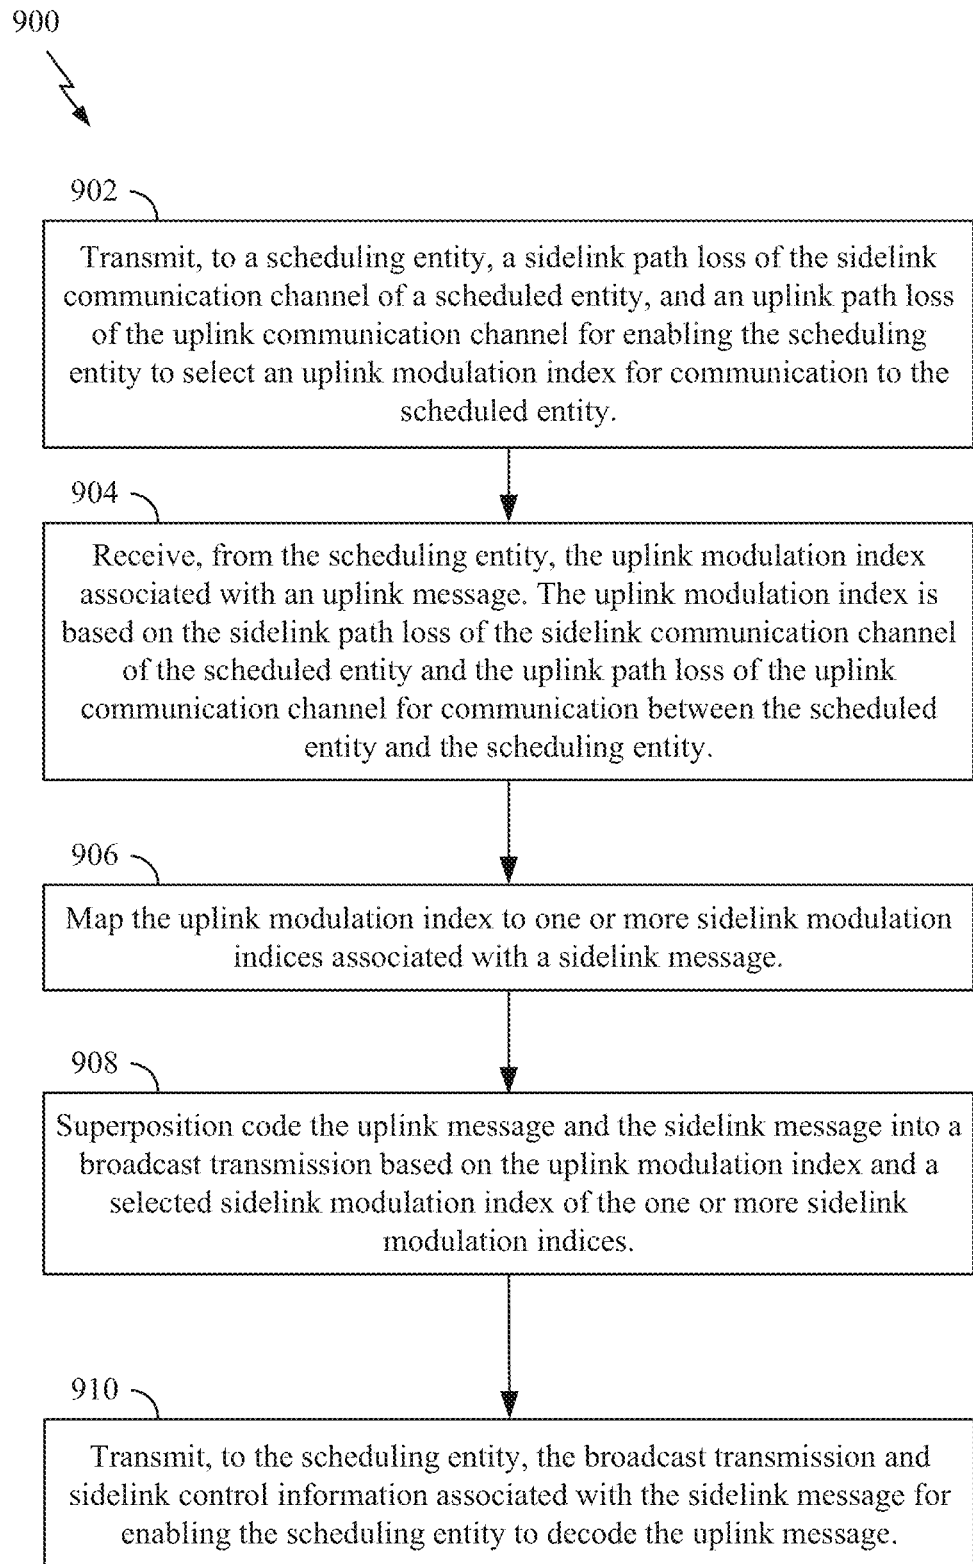 900
902
Transmit, to a scheduling entity, a sidelink path loss of the sidelink
communication channel of a scheduled entity, and an uplink path loss
of the uplink communication channel for enabling the scheduling
entity to select an uplink modulation index for communication to the
scheduled entity.
904
Receive, from the scheduling entity, the uplink modulation index
associated with an uplink message. The uplink modulation index is
based on the sidelink path loss of the sidelink communication channel
of the scheduled entity and the uplink path loss of the uplink
communication channel for communication between the scheduled
entity and the scheduling entity.
906
Map the uplink modulation index to one or more sidelink modulation
indices associated with a sidelink message.
908
Superposition code the uplink message and the sidelink message into a
broadcast transmission based on the uplink modulation index and a
selected sidelink modulation index of the one or more sidelink
modulation indices.
910
Transmit, to the scheduling entity, the broadcast transmission and
sidelink control information associated with the sidelink message for
enabling the scheduling entity to decode the uplink message.